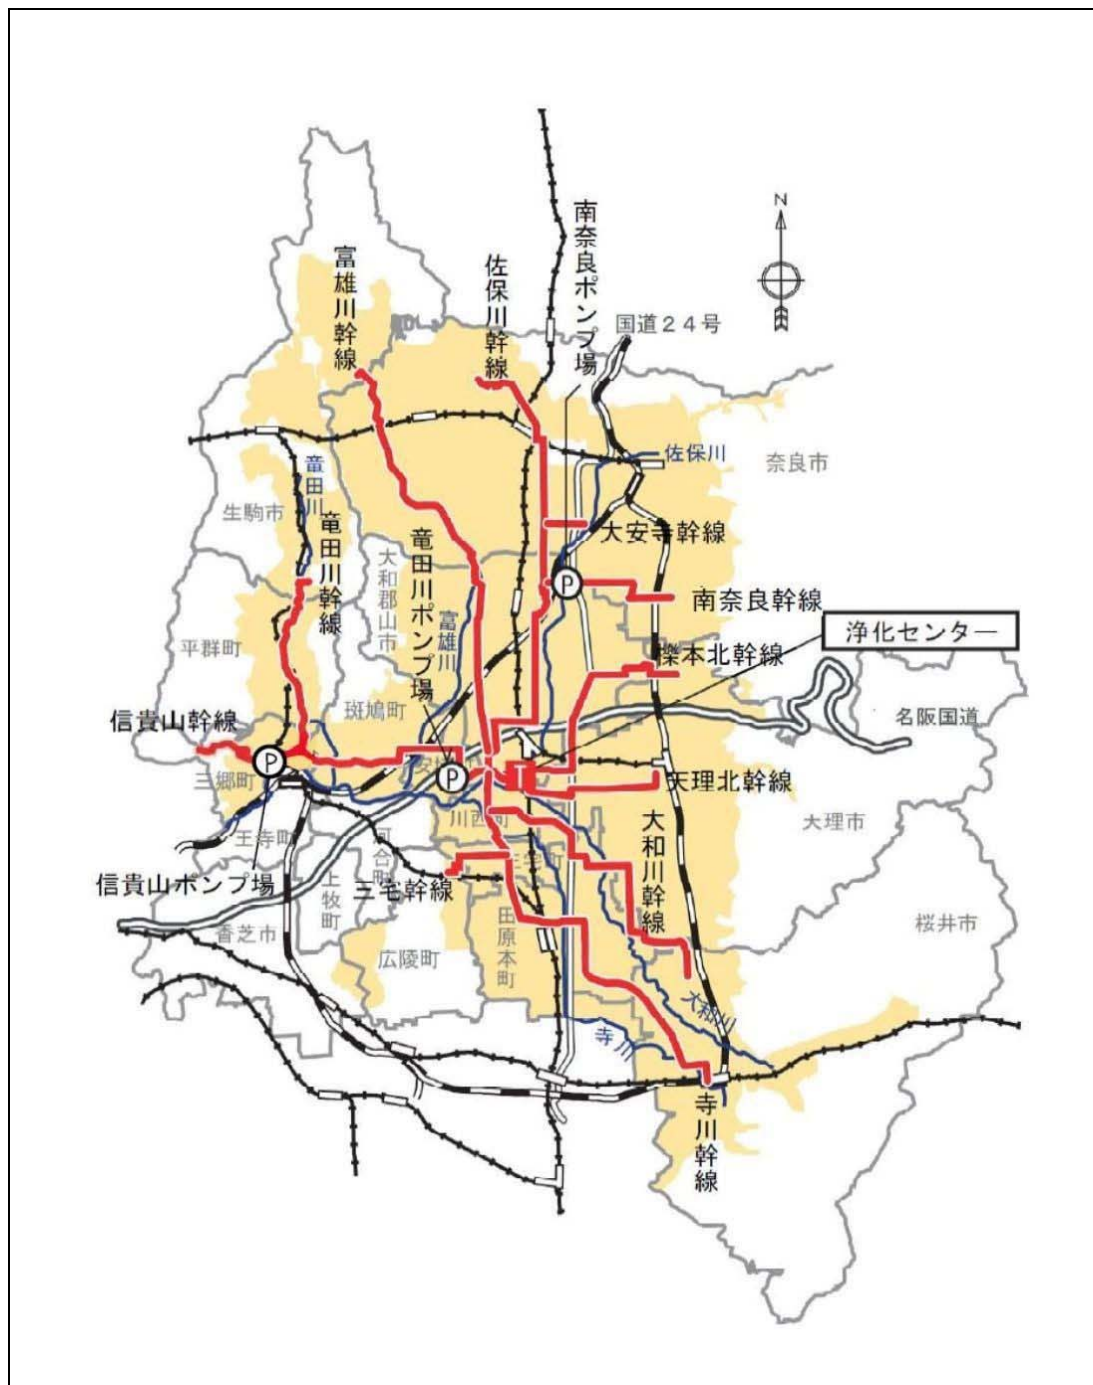 N
南奈良ポンプ場
富雄川幹線
佐保川幹線
国道24号
佐保川
奈良市
竜田川
生駒市
竜田川幹線
大和郡山市
竜田川ポンプ場
富雄川
大安寺幹線
P
南奈良幹線
浄化センター
平群町
櫟本北幹線
斑鳩町
信貴山幹線
名阪国道
P
P
三郷町
天理北幹線
川西町
王寺町
河合町
三宅町
大和川幹線
天理市
信貴山ポンプ場
上牧町
三宅幹線
香芝市
広陵町
田原本町
桜井市
大和川
寺川
寺川幹線